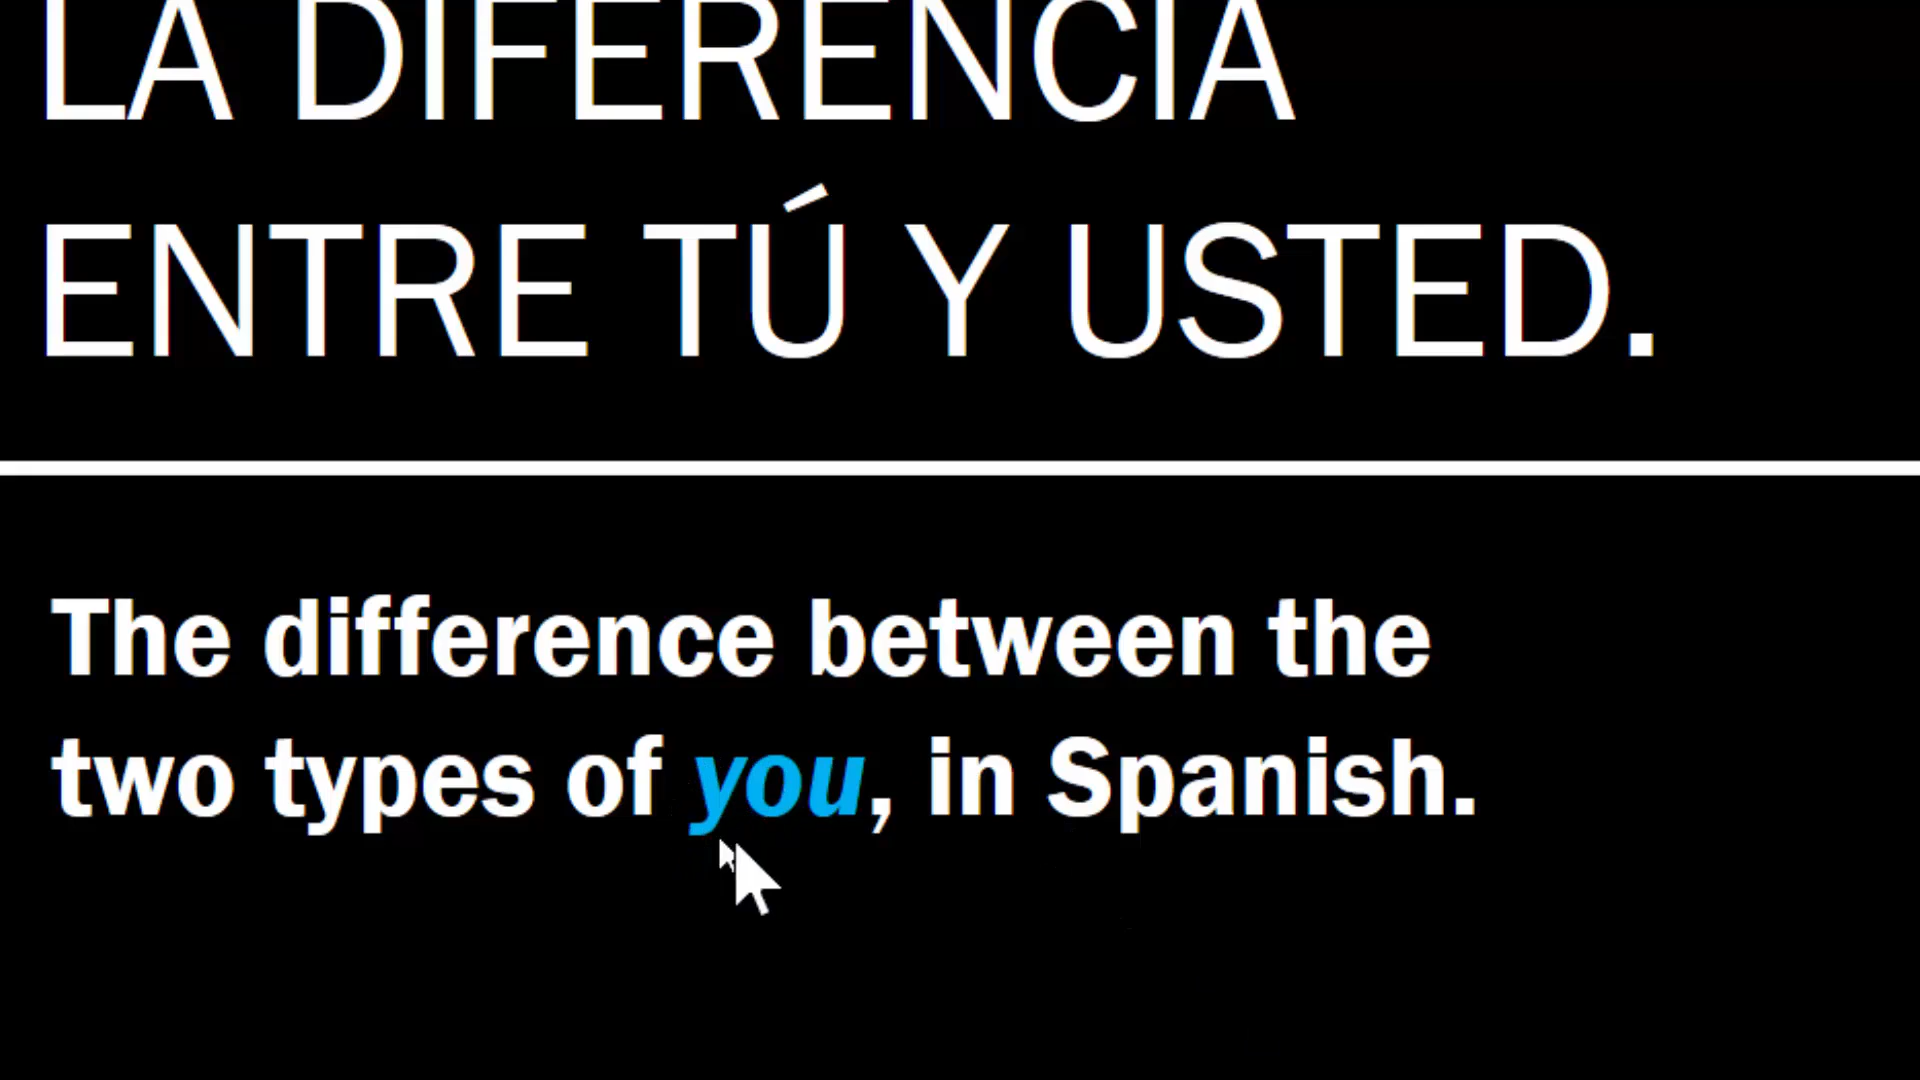 LA DIFERENCIA
ENTRE TÚ Y USTED.
The difference between the
two types of you, in Spanish.